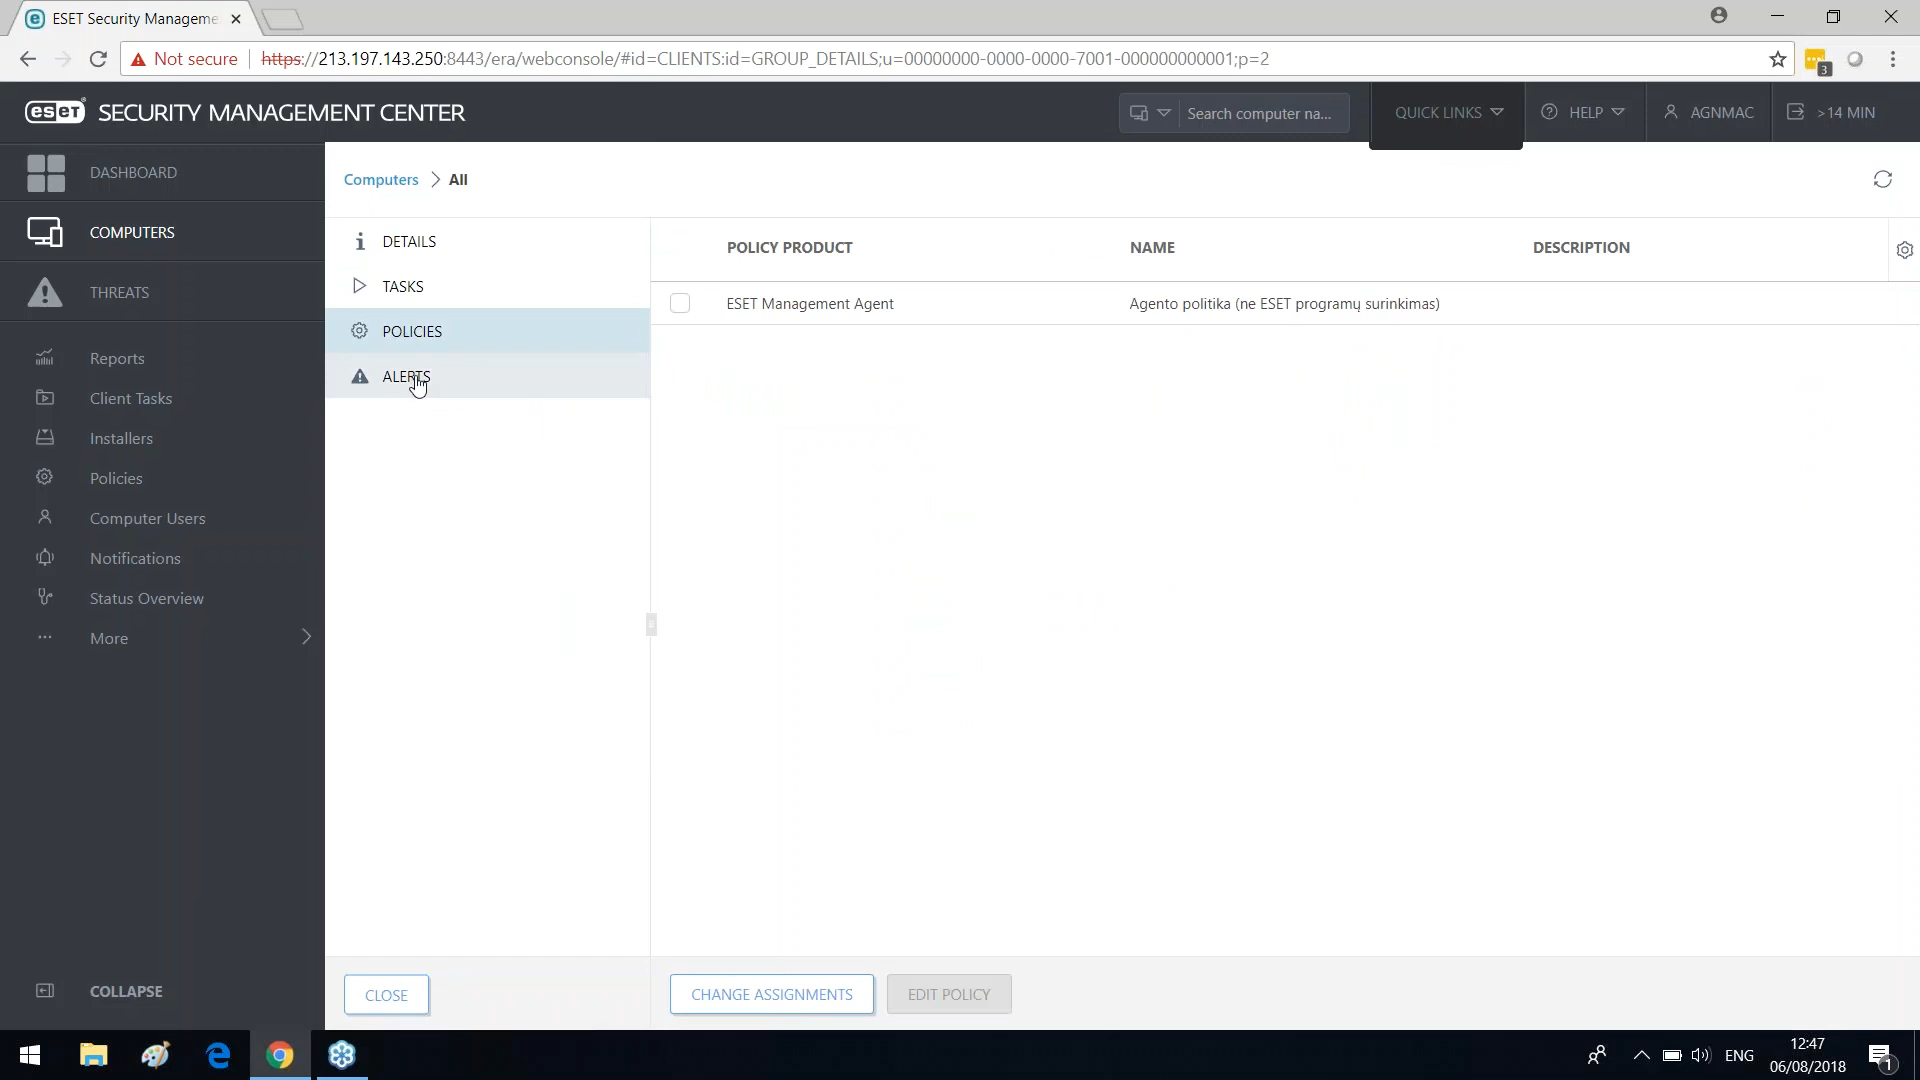 ESET Security Manageme
Not secure
https://213.197.143.250:8443/era/webconsole/#id=CLIENTS:id=GROUP_DETAILS;u=00000000-0000-0000-7001-000000000001;p=2
3
eset SECURITY MANAGEMENT CENTER
Search computer na...
QUICK LINKS
HELP
AGNMAC
>14 MIN
DASHBOARD
COMPUTERS
THREATS
Reports
Client Tasks
Installers
Policies
Computer Users
Notifications
Status Overview
More
COLLAPSE
Computers > All
DETAILS
TASKS
POLICIES
ALERTS
POLICY PRODUCT NAME DESCRIPTION
ESET Management Agent Agento politika (ne ESET programų surinkimas)
CLOSE
CHANGE ASSIGNMENTS
EDIT POLICY
ENG
12:47
06/08/2018
1